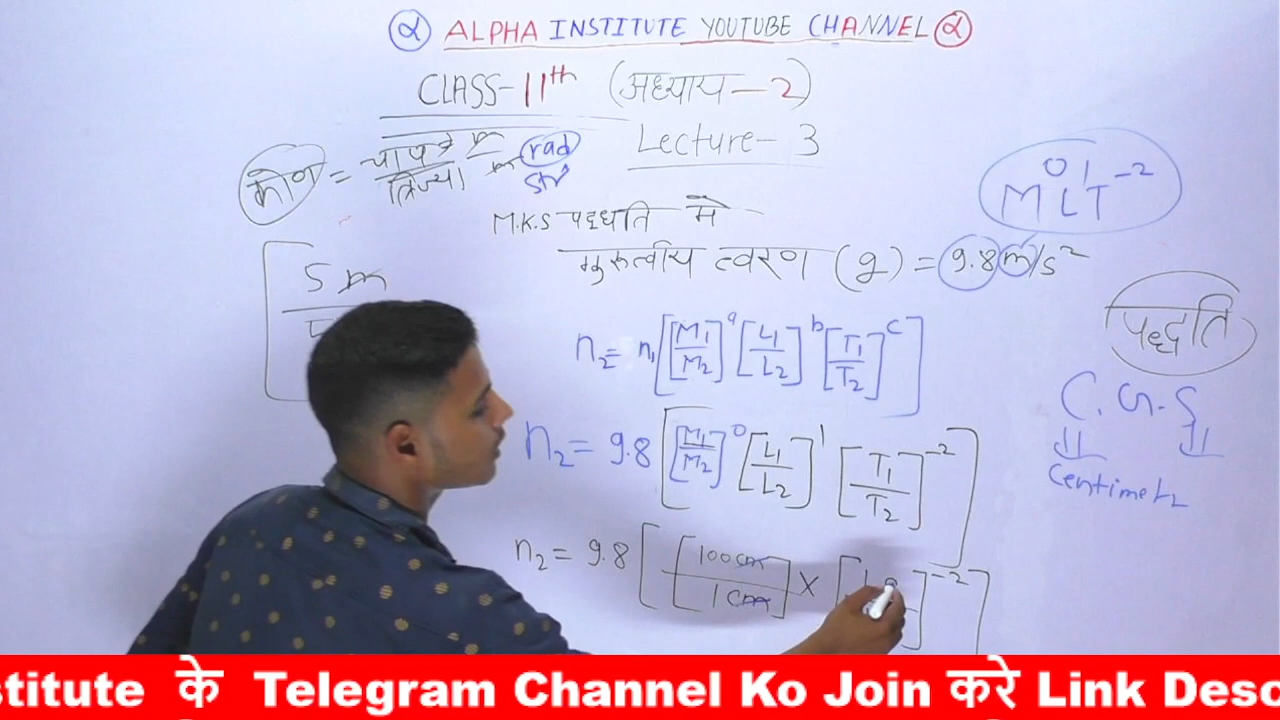 α ALPHA INSTITUTE YOUTUBE CHANNEL α
CLASS-11th (अध्याय-2)
Lecture-3
कोण = चाप / त्रिज्या
rad
M⁰L¹T⁻²
M.K.S पद्धति में
गुरुत्वीय त्वरण (g) = 9.8 m/s²
5 m
पद्धति
n₂ = n₁[[M₁/M₂]ᵃ [L₁/L₂]ᵇ [T₁/T₂]ᶜ]
C.G.S
n₂ = 9.8 [[M₁/M₂]⁰ [L₁/L₂]¹ [T₁/T₂]⁻²]
n₂ = 9.8 [[100cm/1cm] × [ ]⁻²]
stitute के Telegram Channel Ko Join करे Link Desc